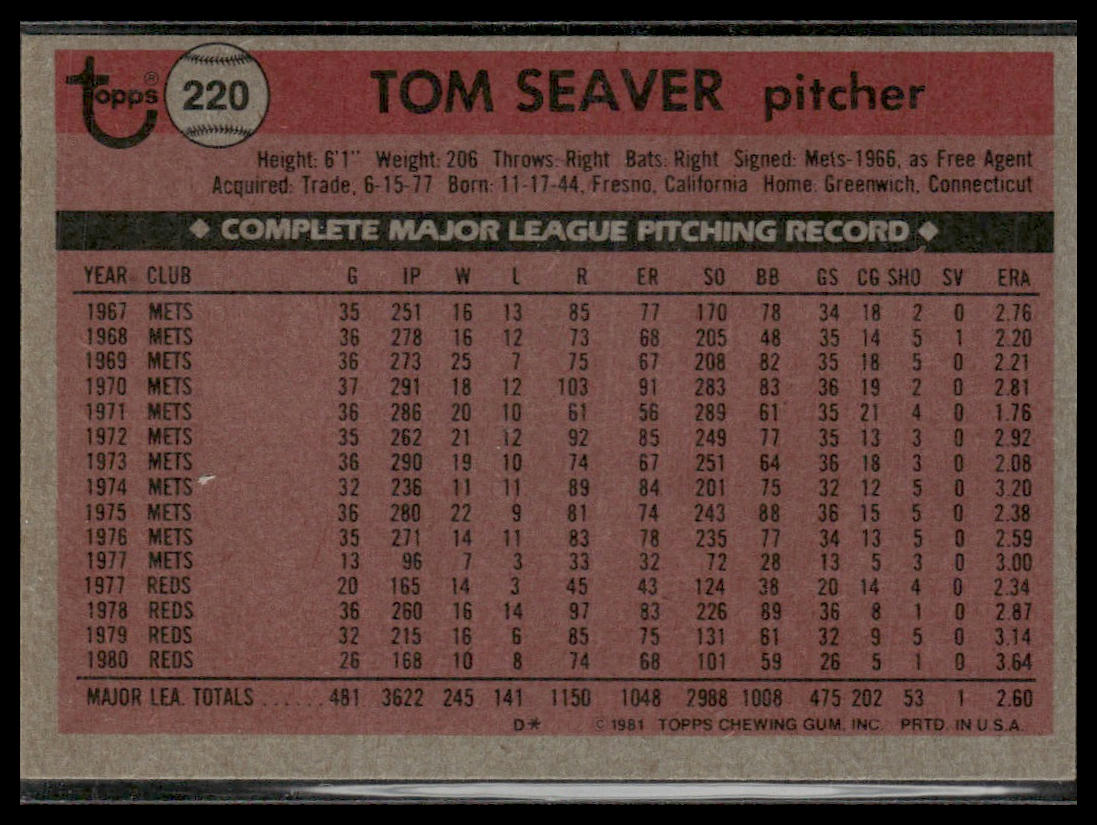 Topps ® 220 TOM SEAVER pitcher
Height: 6'1" Weight: 206 Throws: Right Bats: Right Signed: Mets-1966, as Free Agent
Acquired: Trade, 6-15-77 Born: 11-17-44, Fresno, California Home: Greenwich, Connecticut
◆ COMPLETE MAJOR LEAGUE PITCHING RECORD ◆
YEAR CLUB G IP W L R ER SO BB GS CG SHO SV ERA
1967 METS 35 251 16 13 85 77 170 78 34 18 2 0 2.76
1968 METS 36 278 16 12 73 68 205 48 35 14 5 1 2.20
1969 METS 36 273 25 7 75 67 208 82 35 18 5 0 2.21
1970 METS 37 291 18 12 103 91 283 83 36 19 2 0 2.81
1971 METS 36 286 20 10 61 56 289 61 35 21 4 0 1.76
1972 METS 35 262 21 12 92 85 249 77 35 13 3 0 2.92
1973 METS 36 290 19 10 74 67 251 64 36 18 3 0 2.08
1974 METS 32 236 11 11 89 84 201 75 32 12 5 0 3.20
1975 METS 36 280 22 9 81 74 243 88 36 15 5 0 2.38
1976 METS 35 271 14 11 83 78 235 77 34 13 5 0 2.59
1977 METS 13 96 7 3 33 32 72 28 13 5 3 0 3.00
1977 REDS 20 165 14 3 45 43 124 38 20 14 4 0 2.34
1978 REDS 36 260 16 14 97 83 226 89 36 8 1 0 2.87
1979 REDS 32 215 16 6 85 75 131 61 32 9 5 0 3.14
1980 REDS 26 168 10 8 74 68 101 59 26 5 1 0 3.64
MAJOR LEA. TOTALS ...... 481 3622 245 141 1150 1048 2988 1008 475 202 53 1 2.60
D* © 1981 TOPPS CHEWING GUM, INC. PRTD. IN U.S.A.